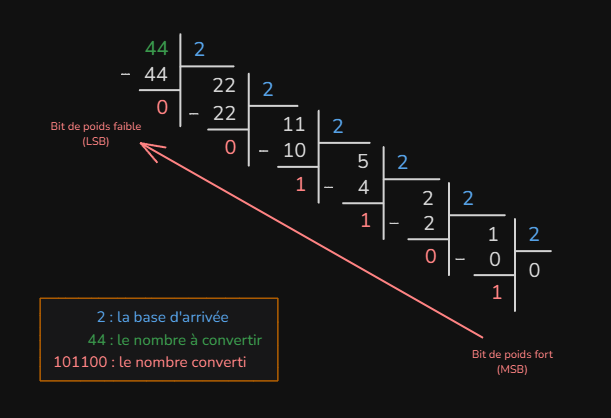 44 2
− 44 22 2
0 − 22 11 2
Bit de poids faible
(LSB)
0 − 10 5 2
1 − 4 2 2
1 − 2 1 2
0 − 0 0
1
2 : la base d'arrivée
44 : le nombre à convertir
101100 : le nombre converti
Bit de poids fort
(MSB)